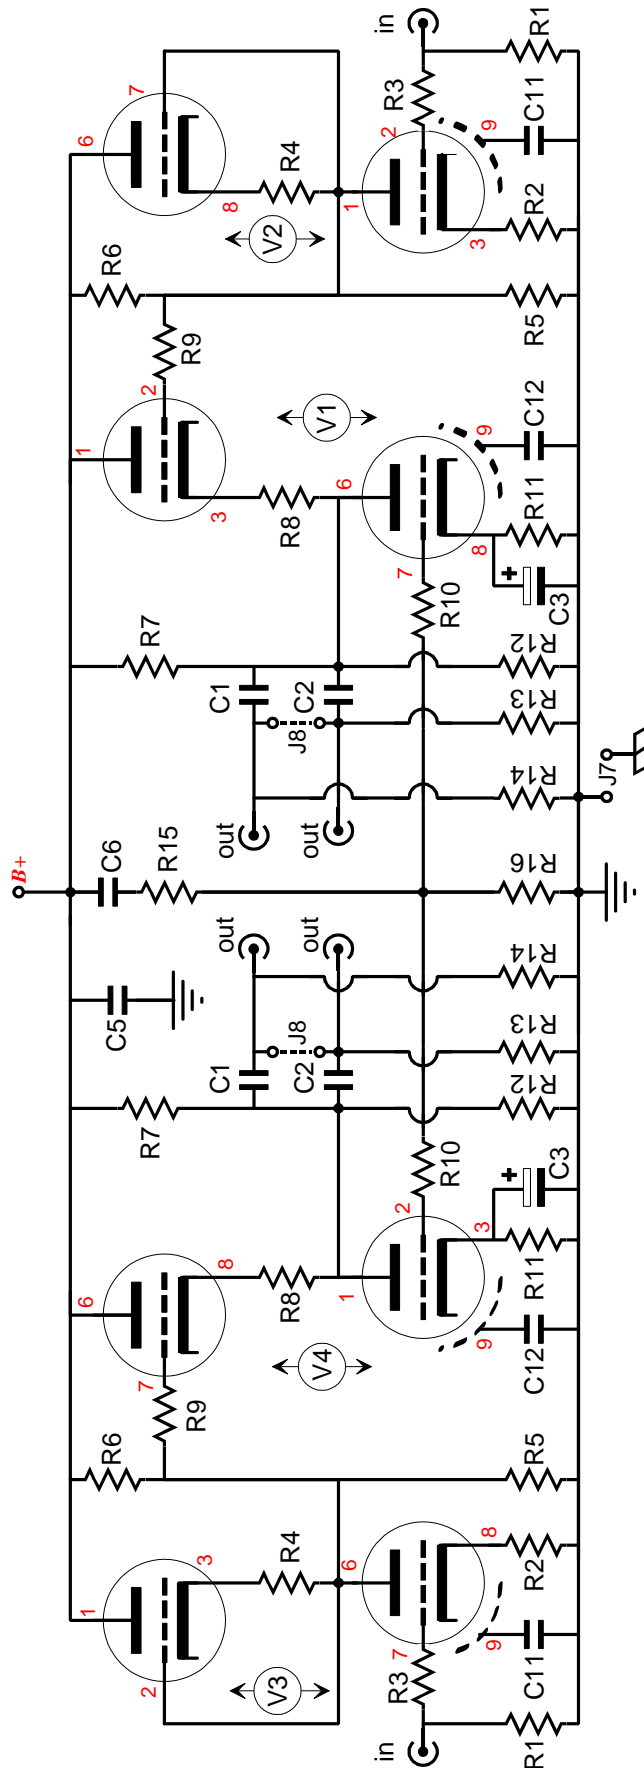 B+
1 6 1 6
R6 C5 C6 R6
2 7 R7 R15 R7 2 7
3 R9 8 3 R9 8
V3 R4 out out V2 R4
V4 R8 C1 J8 J8 C1 R8 V1
out C2 C2 out
6 1 6 1
in R3 7 2 R10 R10 7 2 R3 in
9 8 9 3 8 9 3 9
R1 C11 R2 R5 C12 R11 C3 R12 R13 R14 R16 R14 R13 R12 C3 R11 C12 R5 R2 C11 R1
J7